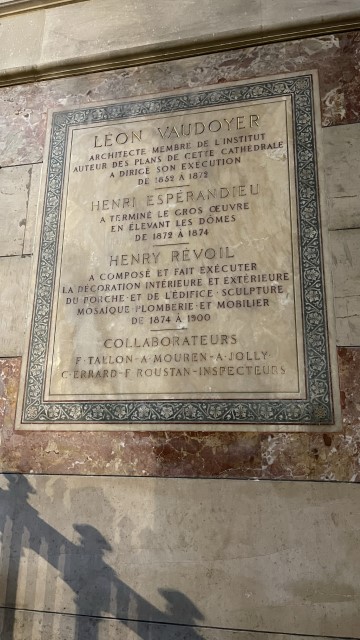 LÉON VAUDOYER
ARCHITECTE MEMBRE DE L'INSTITUT
AUTEUR DES PLANS DE CETTE CATHEDRALE
A DIRIGÉ SON EXÉCUTION
DE 1852 À 1872
HENRI ESPÉRANDIEU
A TERMINÉ LE GROS ŒUVRE
EN ÉLEVANT LES DÔMES
DE 1872 À 1874
HENRY RÉVOIL
A COMPOSÉ ET FAIT EXÉCUTER
LA DÉCORATION INTÉRIEURE ET EXTÉRIEURE
DU PORCHE·ET DE L'ÉDIFICE·SCULPTURE
MOSAÏQUE·PLOMBERIE·ET MOBILIER
DE 1874 À 1900
COLLABORATEURS
F·TALLON-A·MOUREN-A·JOLLY
C·ERRARD-F·ROUSTAN-INSPECTEURS